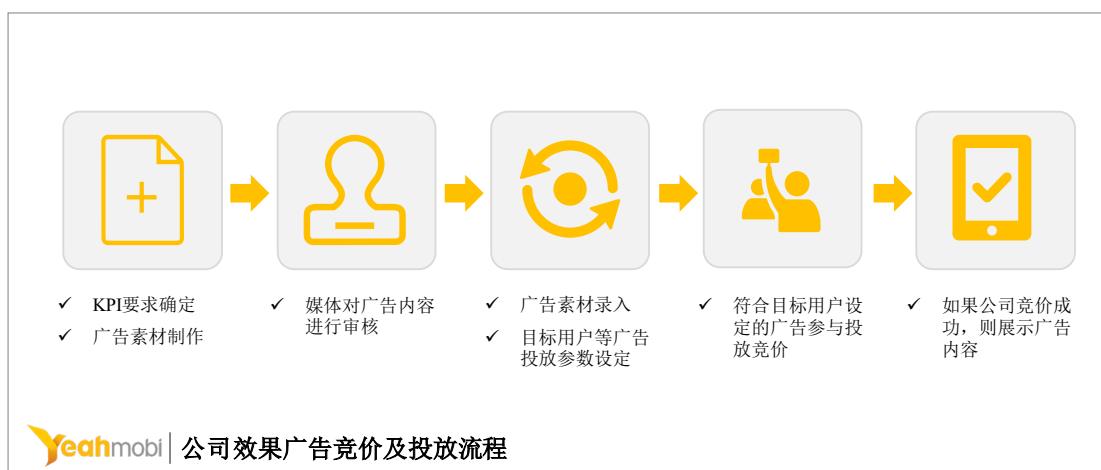 KPI要求确定
广告素材制作
媒体对广告内容
进行审核
广告素材录入
目标用户等广告
投放参数设定
符合目标用户设
定的广告参与投
放竞价
如果公司竞价成
功，则展示广告
内容
Yeahmobi 公司效果广告竞价及投放流程